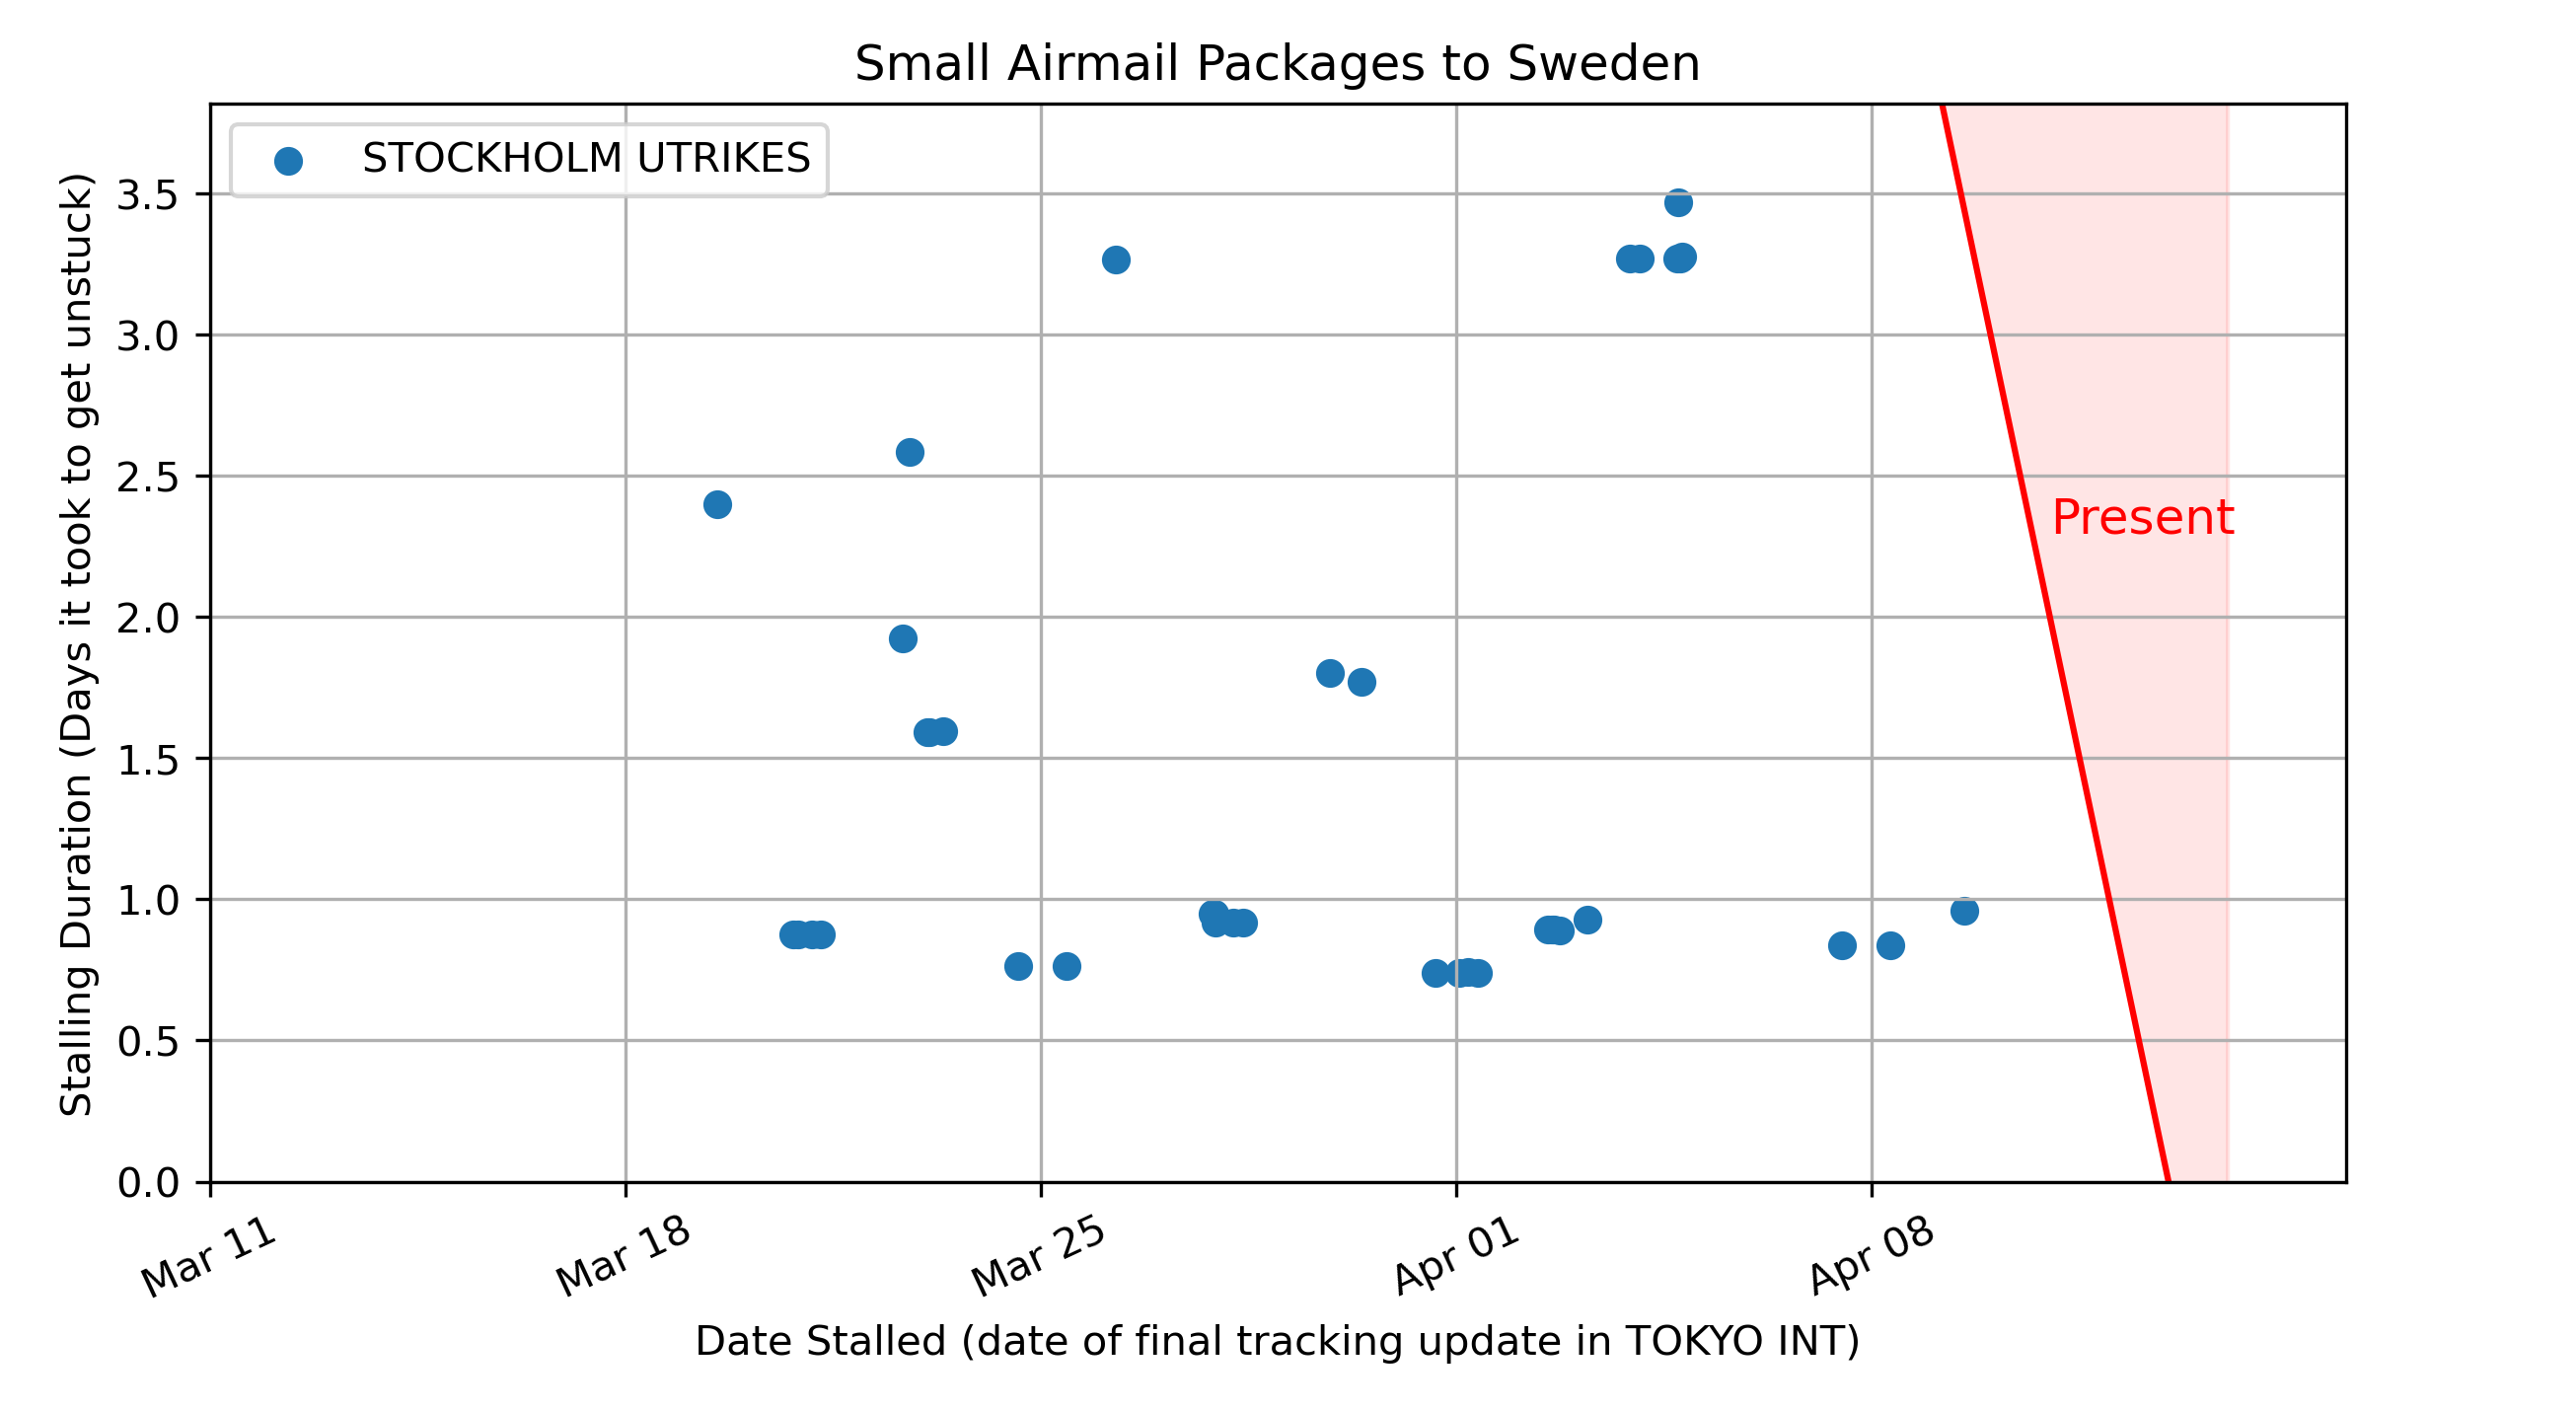 Small Airmail Packages to Sweden
STOCKHOLM UTRIKES
Stalling Duration (Days it took to get unstuck)
3.5
3.0
2.5
2.0
1.5
1.0
0.5
0.0
Present
Mar 11
Mar 18
Mar 25
Apr 01
Apr 08
Date Stalled (date of final tracking update in TOKYO INT)